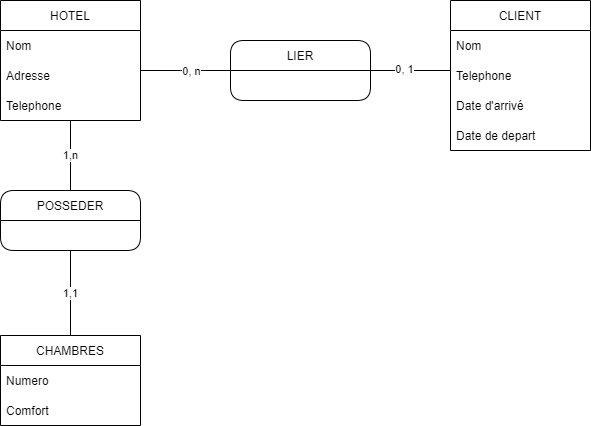 HOTEL
Nom
Adresse
Telephone
0, n
LIER
0, 1
CLIENT
Nom
Telephone
Date d'arrivé
Date de depart
1,n
POSSEDER
1,1
CHAMBRES
Numero
Comfort